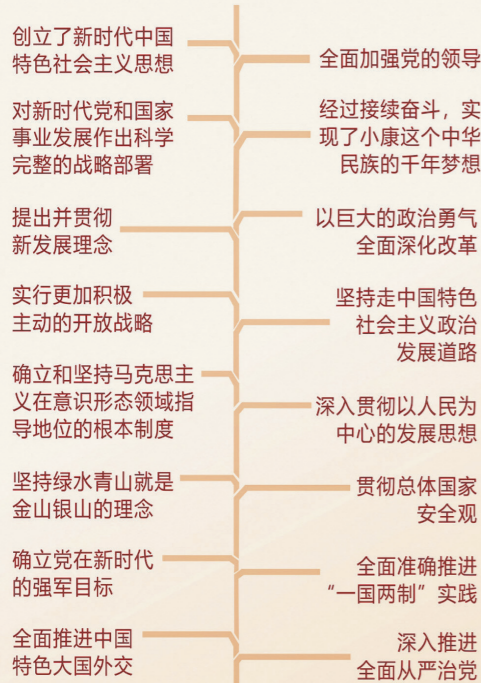 创立了新时代中国
特色社会主义思想
全面加强党的领导
对新时代党和国家
事业发展作出科学
完整的战略部署
经过接续奋斗，实
现了小康这个中华
民族的千年梦想
提出并贯彻
新发展理念
以巨大的政治勇气
全面深化改革
实行更加积极
主动的开放战略
坚持走中国特色
社会主义政治
发展道路
确立和坚持马克思主
义在意识形态领域指
导地位的根本制度
深入贯彻以人民为
中心的发展思想
坚持绿水青山就是
金山银山的理念
贯彻总体国家
安全观
确立党在新时代
的强军目标
全面准确推进
“一国两制”实践
全面推进中国
特色大国外交
深入推进
全面从严治党